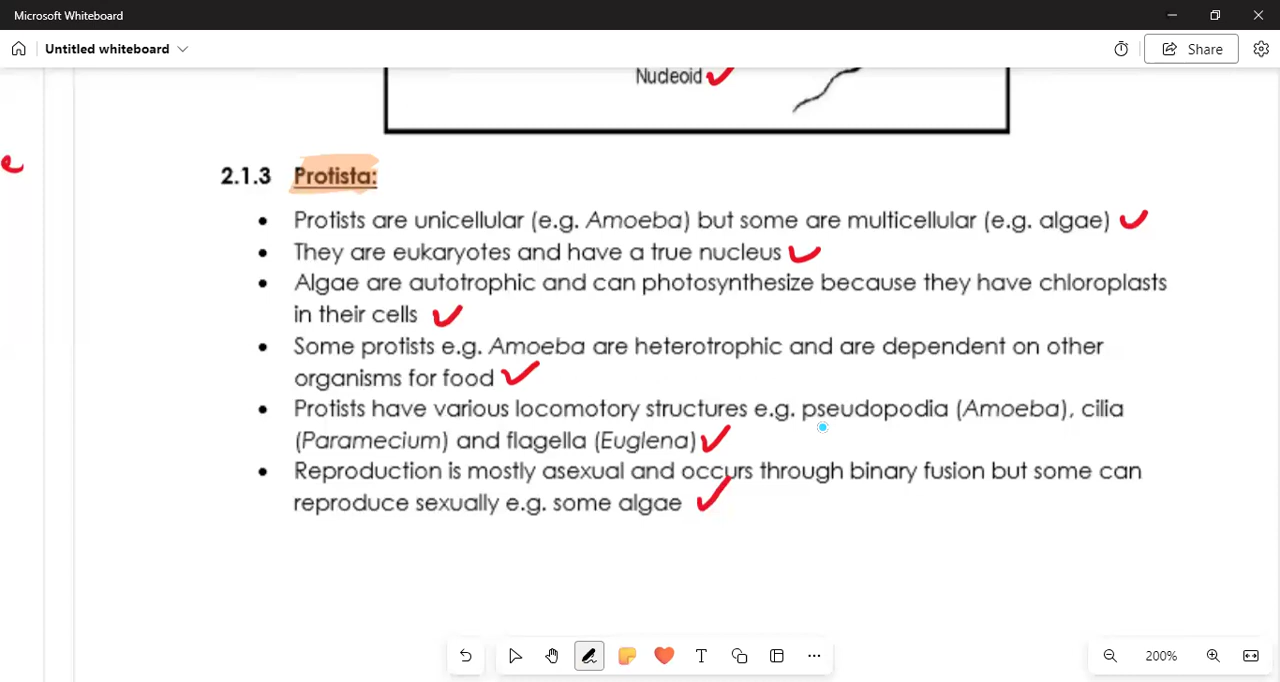 Microsoft Whiteboard
Untitled whiteboard
Share
Nucleoid
e
2.1.3 Protista:
• Protists are unicellular (e.g. Amoeba) but some are multicellular (e.g. algae)
• They are eukaryotes and have a true nucleus
• Algae are autotrophic and can photosynthesize because they have chloroplasts
in their cells
• Some protists e.g. Amoeba are heterotrophic and are dependent on other
organisms for food
• Protists have various locomotory structures e.g. pseudopodia (Amoeba), cilia
(Paramecium) and flagella (Euglena)
• Reproduction is mostly asexual and occurs through binary fusion but some can
reproduce sexually e.g. some algae
T
200%